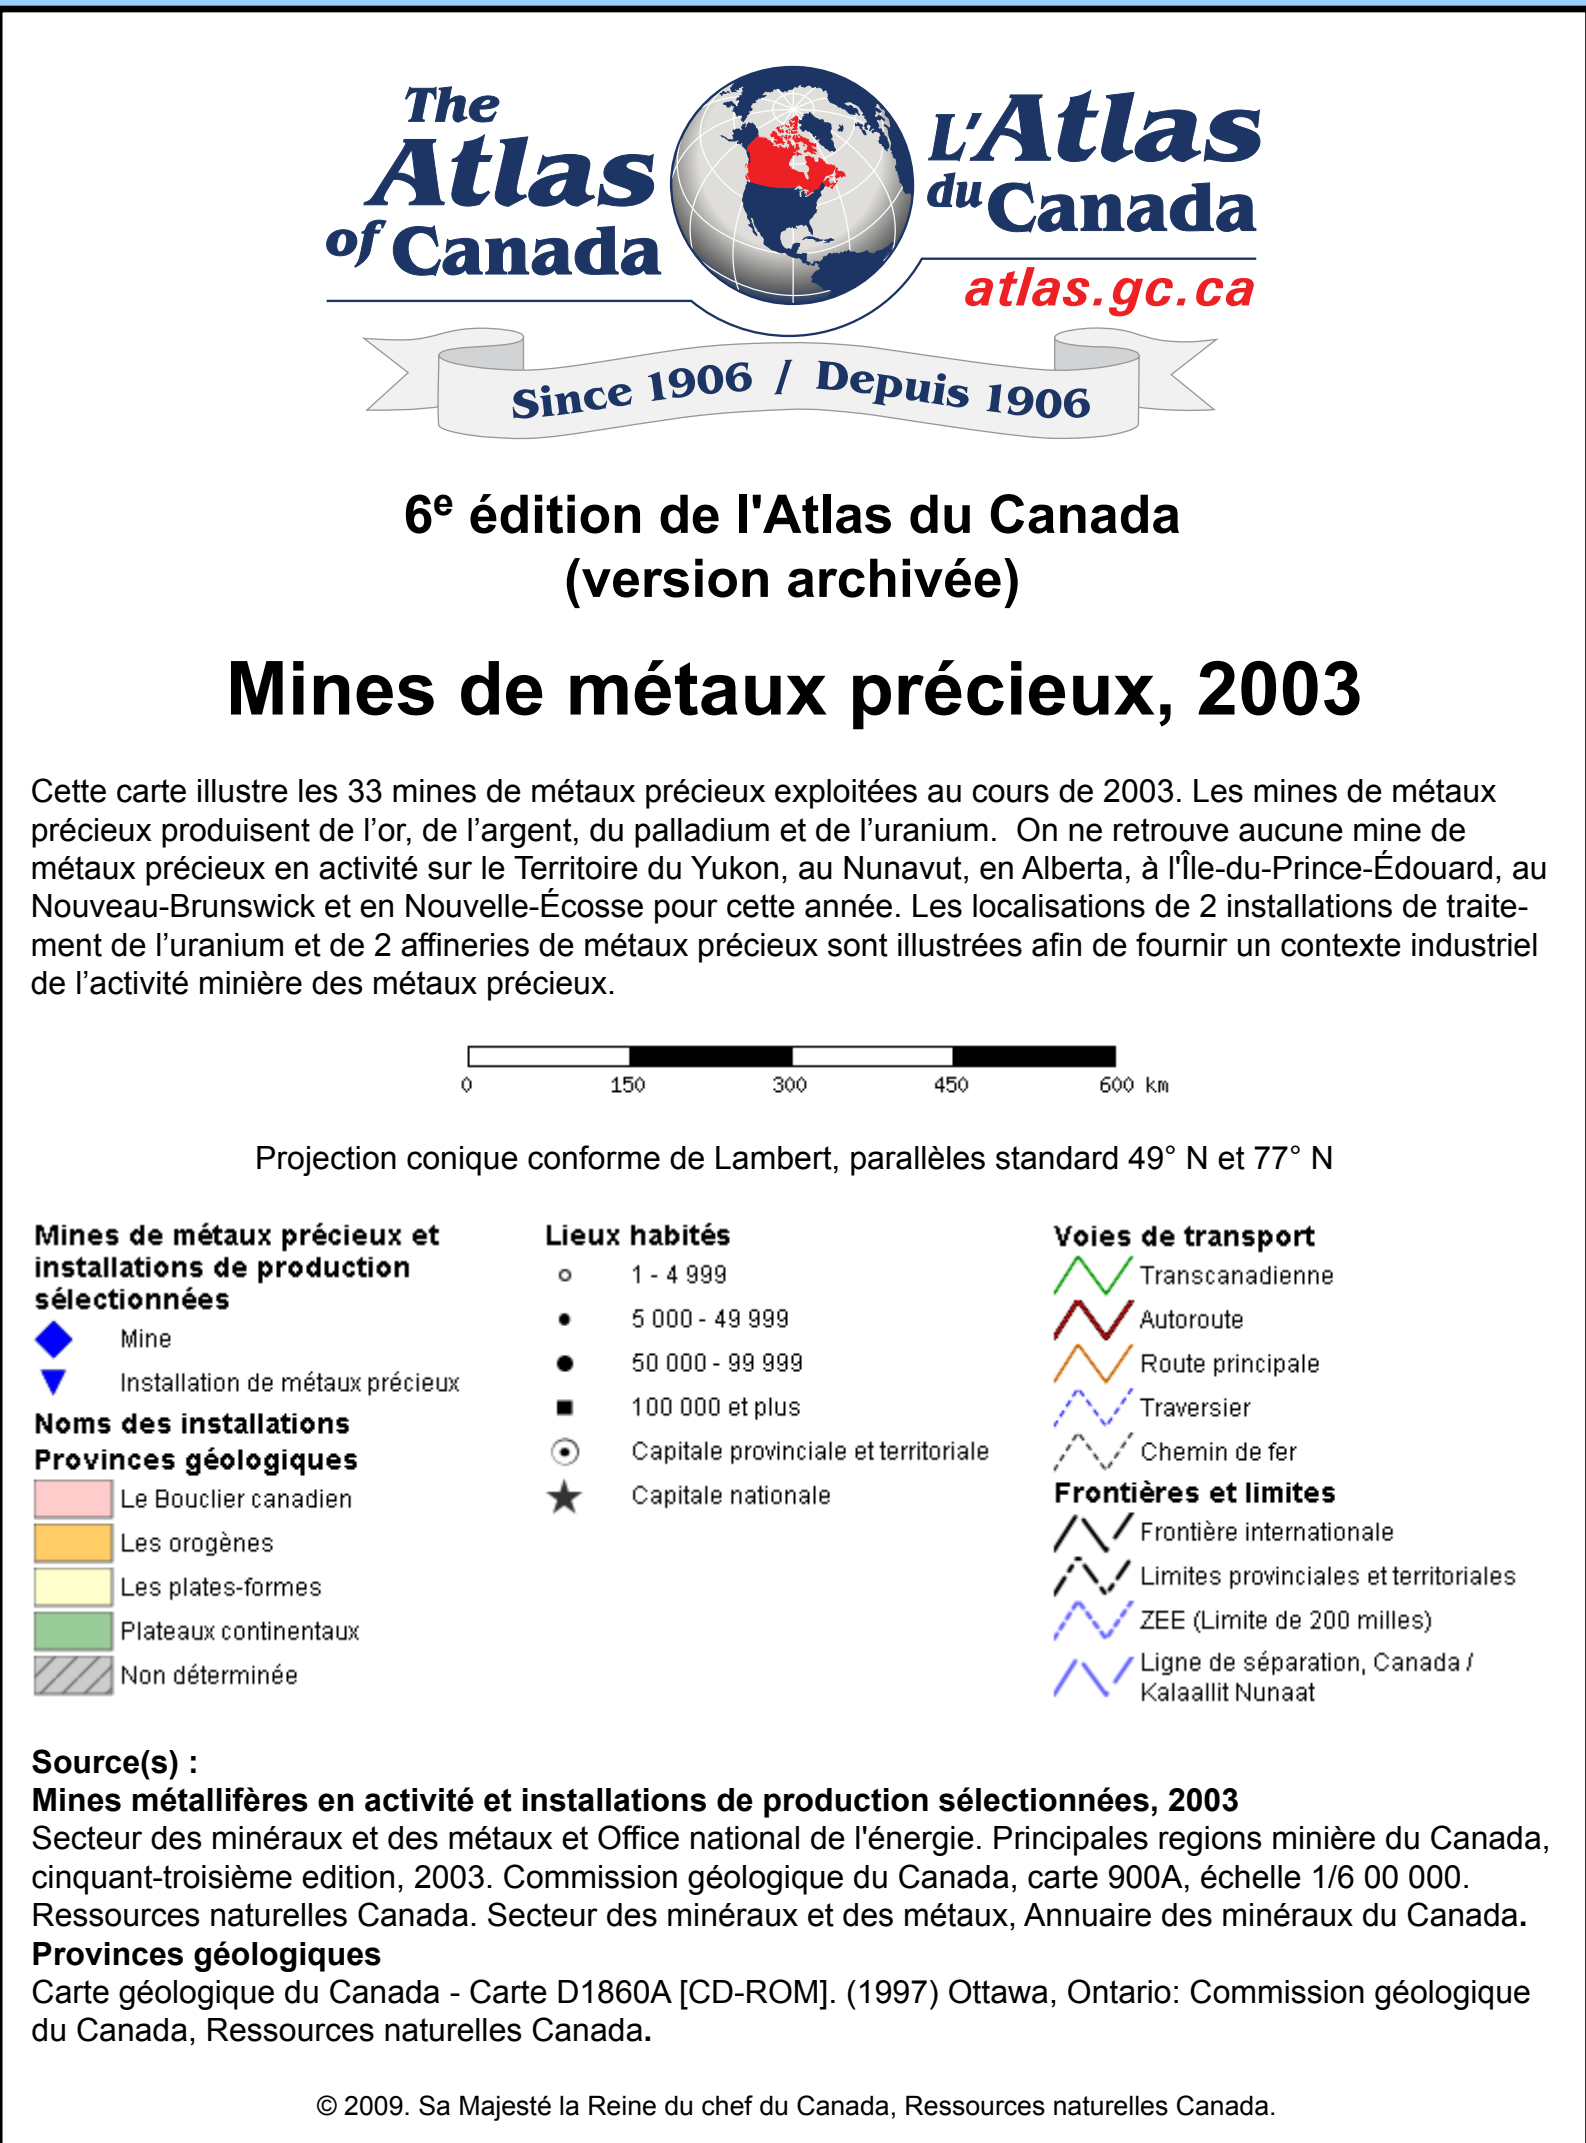 The
Atlas
of Canada
L'Atlas
du Canada
atlas.gc.ca
Since 1906 / Depuis 1906
6e édition de l'Atlas du Canada
(version archivée)
Mines de métaux précieux, 2003
Cette carte illustre les 33 mines de métaux précieux exploitées au cours de 2003. Les mines de métaux
précieux produisent de l’or, de l’argent, du palladium et de l’uranium.  On ne retrouve aucune mine de
métaux précieux en activité sur le Territoire du Yukon, au Nunavut, en Alberta, à l'Île-du-Prince-Édouard, au
Nouveau-Brunswick et en Nouvelle-Écosse pour cette année. Les localisations de 2 installations de traite-
ment de l’uranium et de 2 affineries de métaux précieux sont illustrées afin de fournir un contexte industriel
de l’activité minière des métaux précieux.
0 150 300 450 600 km
Projection conique conforme de Lambert, parallèles standard 49° N et 77° N
Mines de métaux précieux et
installations de production
sélectionnées
Mine
Installation de métaux précieux
Noms des installations
Provinces géologiques
Le Bouclier canadien
Les orogènes
Les plates-formes
Plateaux continentaux
Non déterminée
Lieux habités
1 - 4 999
5 000 - 49 999
50 000 - 99 999
100 000 et plus
Capitale provinciale et territoriale
Capitale nationale
Voies de transport
Transcanadienne
Autoroute
Route principale
Traversier
Chemin de fer
Frontières et limites
Frontière internationale
Limites provinciales et territoriales
ZEE (Limite de 200 milles)
Ligne de séparation, Canada /
Kalaallit Nunaat
Source(s) :
Mines métallifères en activité et installations de production sélectionnées, 2003
Secteur des minéraux et des métaux et Office national de l'énergie. Principales regions minière du Canada,
cinquant-troisième edition, 2003. Commission géologique du Canada, carte 900A, échelle 1/6 00 000.
Ressources naturelles Canada. Secteur des minéraux et des métaux, Annuaire des minéraux du Canada.
Provinces géologiques
Carte géologique du Canada - Carte D1860A [CD-ROM]. (1997) Ottawa, Ontario: Commission géologique
du Canada, Ressources naturelles Canada.
© 2009. Sa Majesté la Reine du chef du Canada, Ressources naturelles Canada.